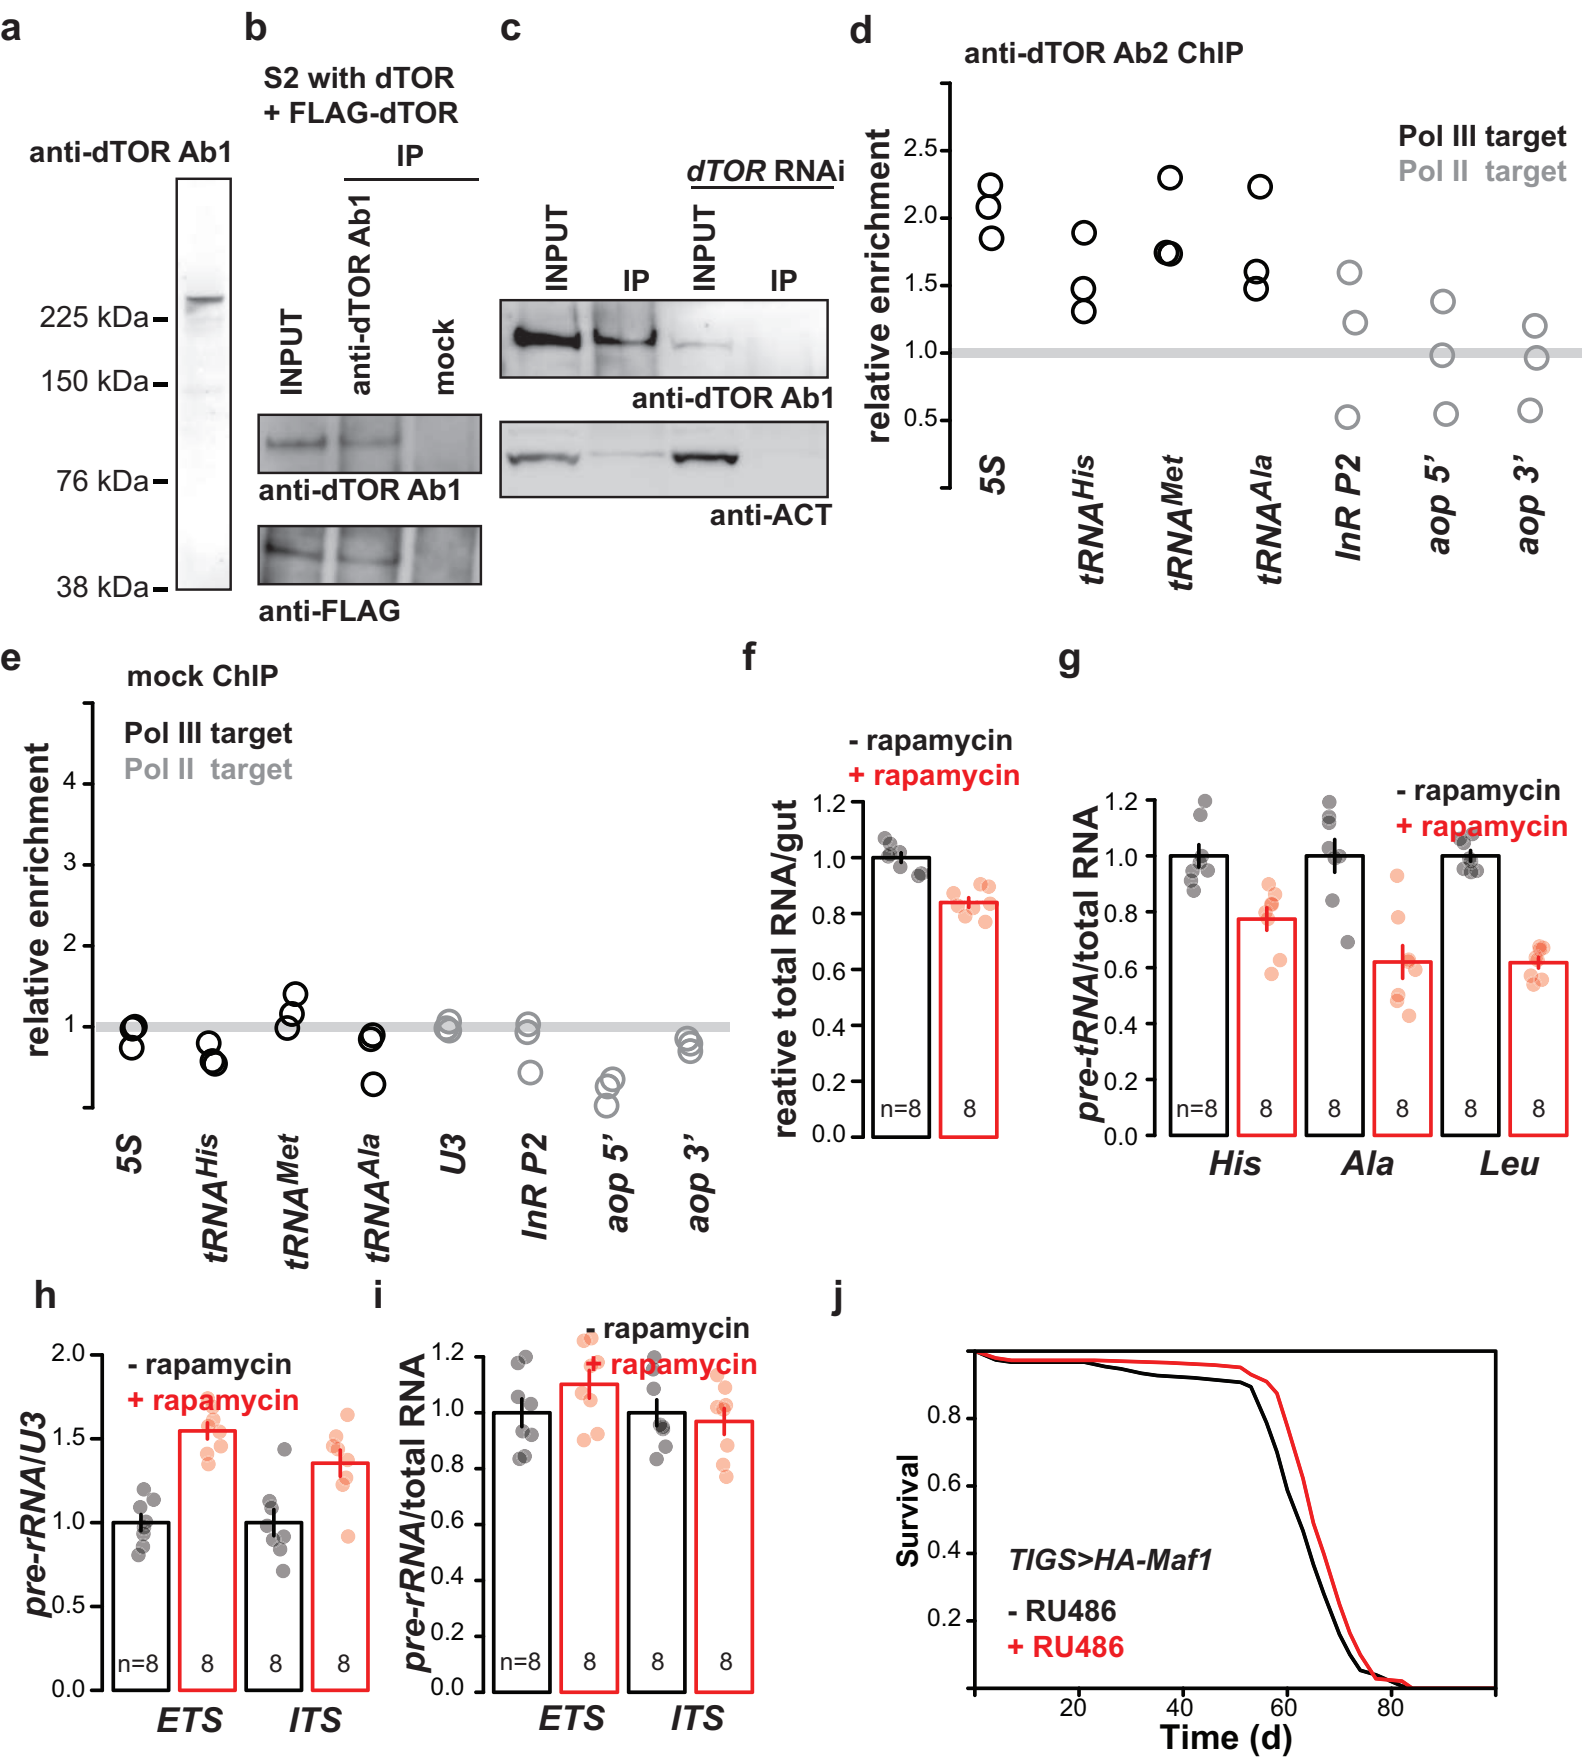 a
anti-dTOR Ab1
225 kDa
150 kDa
76 kDa
38 kDa
b
S2 with dTOR
+ FLAG-dTOR
IP
INPUT
anti-dTOR Ab1
mock
anti-dTOR Ab1
anti-FLAG
c
dTOR RNAi
INPUT
IP
INPUT
IP
anti-dTOR Ab1
anti-ACT
d
anti-dTOR Ab2 ChIP
Pol III target
Pol II target
relative enrichment
2.5
2.0
1.5
1.0
0.5
5S
tRNAHis
tRNAMet
tRNAAla
InR P2
aop 5’
aop 3’
e
mock ChIP
Pol III target
Pol II target
relative enrichment
4
3
2
1
5S
tRNAHis
tRNAMet
tRNAAla
U3
InR P2
aop 5’
aop 3’
f
- rapamycin
+ rapamycin
reative total RNA/gut
1.2
1.0
0.8
0.6
0.4
0.2
0.0
n=8
8
g
- rapamycin
+ rapamycin
pre-tRNA/total RNA
1.2
1.0
0.8
0.6
0.4
0.2
0.0
n=8
8
8
8
8
8
His
Ala
Leu
h
- rapamycin
+ rapamycin
pre-rRNA/U3
2.0
1.5
1.0
0.5
0.0
n=8
8
8
8
ETS
ITS
i
- rapamycin
+ rapamycin
pre-rRNA/total RNA
1.2
1.0
0.8
0.6
0.4
0.2
0.0
n=8
8
8
8
ETS
ITS
j
Survival
0.8
0.6
0.4
0.2
TIGS>HA-Maf1
- RU486
+ RU486
20
40
60
80
Time (d)